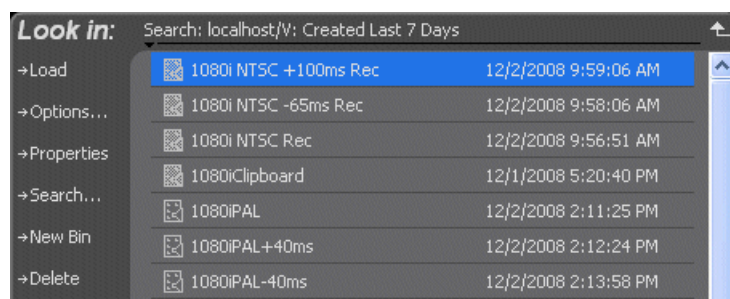 Look in:
Search: localhost/V: Created Last 7 Days
→Load
1080i NTSC +100ms Rec 12/2/2008 9:59:06 AM
→Options...
1080i NTSC -65ms Rec 12/2/2008 9:58:06 AM
1080i NTSC Rec 12/2/2008 9:56:51 AM
→Properties
1080iClipboard 12/1/2008 5:20:40 PM
→Search...
1080iPAL 12/2/2008 2:11:25 PM
→New Bin
1080iPAL+40ms 12/2/2008 2:12:24 PM
→Delete
1080iPAL-40ms 12/2/2008 2:13:58 PM